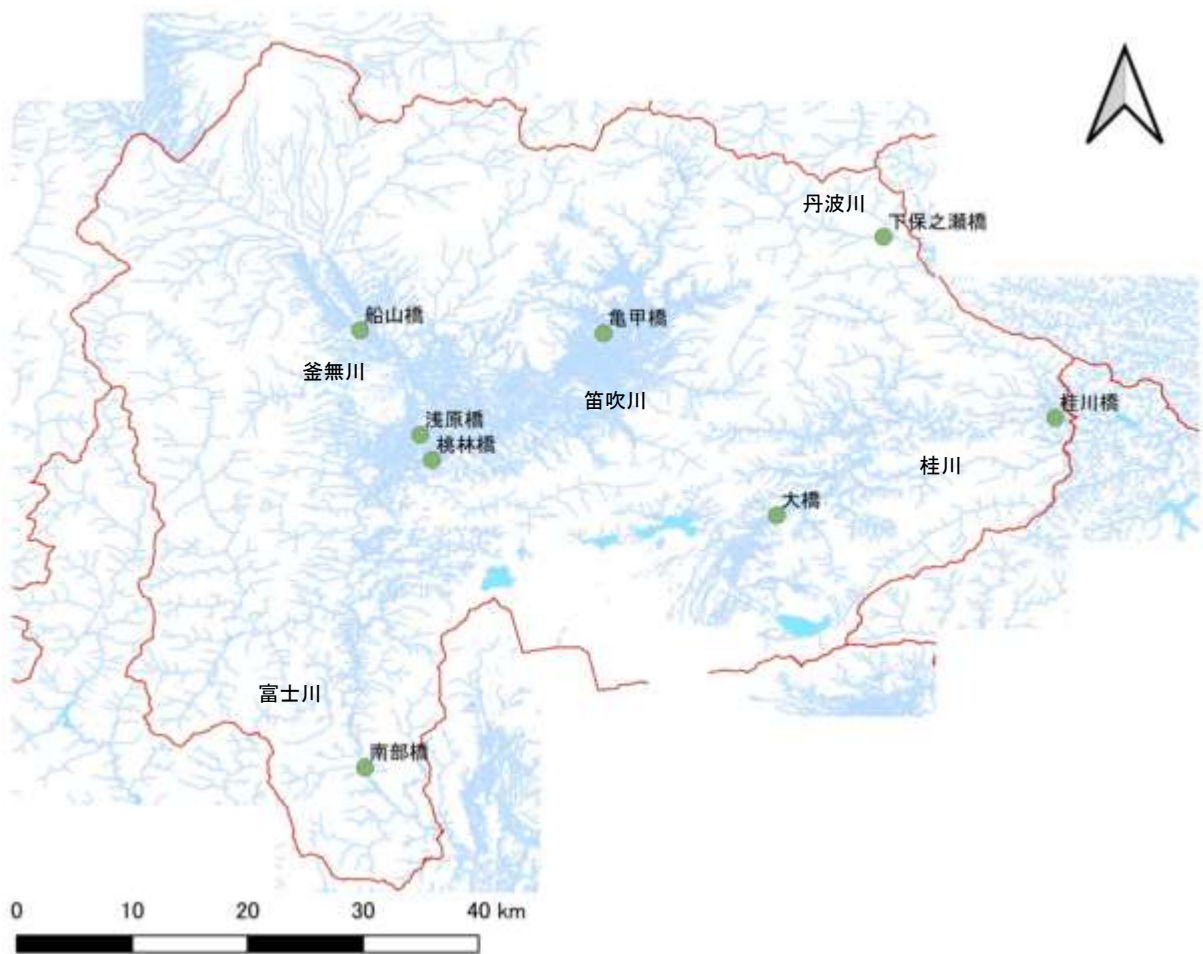 丹波川
下保之瀬橋
船山橋
亀甲橋
釜無川
笛吹川
浅原橋
桃林橋
桂川橋
桂川
大橋
富士川
南部橋
0 10 20 30 40 km